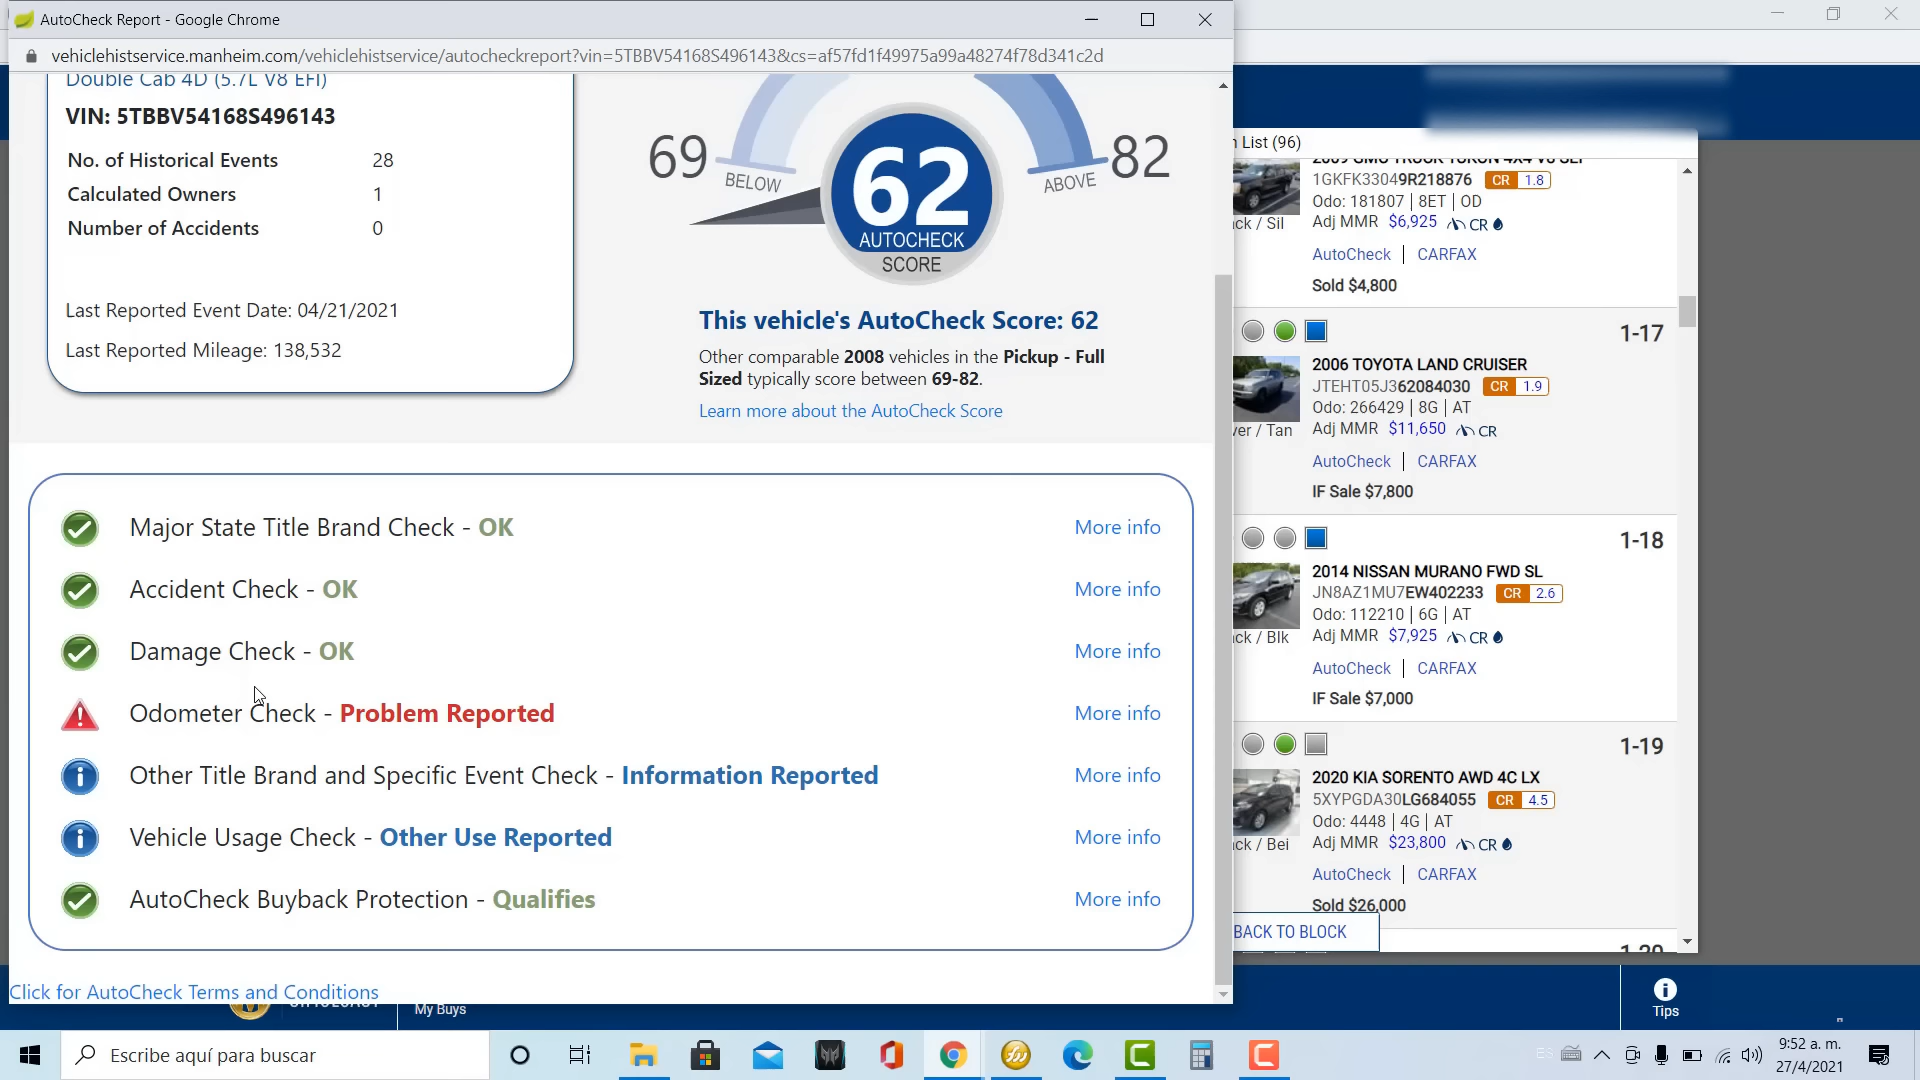 AutoCheck Report - Google Chrome
vehiclehistservice.manheim.com/vehiclehistservice/autocheckreport?vin=5TBBV54168S496143&cs=af57fd1f49975a99a48274f78d341c2d
Double Cab 4D (5.7L V8 EFI)
VIN: 5TBBV54168S496143
No. of Historical Events 28
Calculated Owners 1
Number of Accidents 0
Last Reported Event Date: 04/21/2021
Last Reported Mileage: 138,532
69 BELOW
62
AUTOCHECK
SCORE
ABOVE 82
This vehicle's AutoCheck Score: 62
Other comparable 2008 vehicles in the Pickup - Full
Sized typically score between 69-82.
Learn more about the AutoCheck Score
Major State Title Brand Check - OK More info
Accident Check - OK More info
Damage Check - OK More info
Odometer Check - Problem Reported More info
Other Title Brand and Specific Event Check - Information Reported More info
Vehicle Usage Check - Other Use Reported More info
AutoCheck Buyback Protection - Qualifies More info
Click for AutoCheck Terms and Conditions
List (96)
1GKFK33049R218876 CR 1.8
Odo: 181807 | 8ET | OD
ck / Sil
Adj MMR $6,925 CR
AutoCheck | CARFAX
Sold $4,800
1-17
2006 TOYOTA LAND CRUISER
JTEHT05J362084030 CR 1.9
Odo: 266429 | 8G | AT
ver / Tan
Adj MMR $11,650 CR
AutoCheck | CARFAX
IF Sale $7,800
1-18
2014 NISSAN MURANO FWD SL
JN8AZ1MU7EW402233 CR 2.6
Odo: 112210 | 6G | AT
ck / Blk
Adj MMR $7,925 CR
AutoCheck | CARFAX
IF Sale $7,000
1-19
2020 KIA SORENTO AWD 4C LX
5XYPGDA30LG684055 CR 4.5
Odo: 4448 | 4G | AT
ck / Bei
Adj MMR $23,800 CR
AutoCheck | CARFAX
Sold $26,000
BACK TO BLOCK
My Buys
Tips
Escribe aquí para buscar
9:52 a. m.
27/4/2021